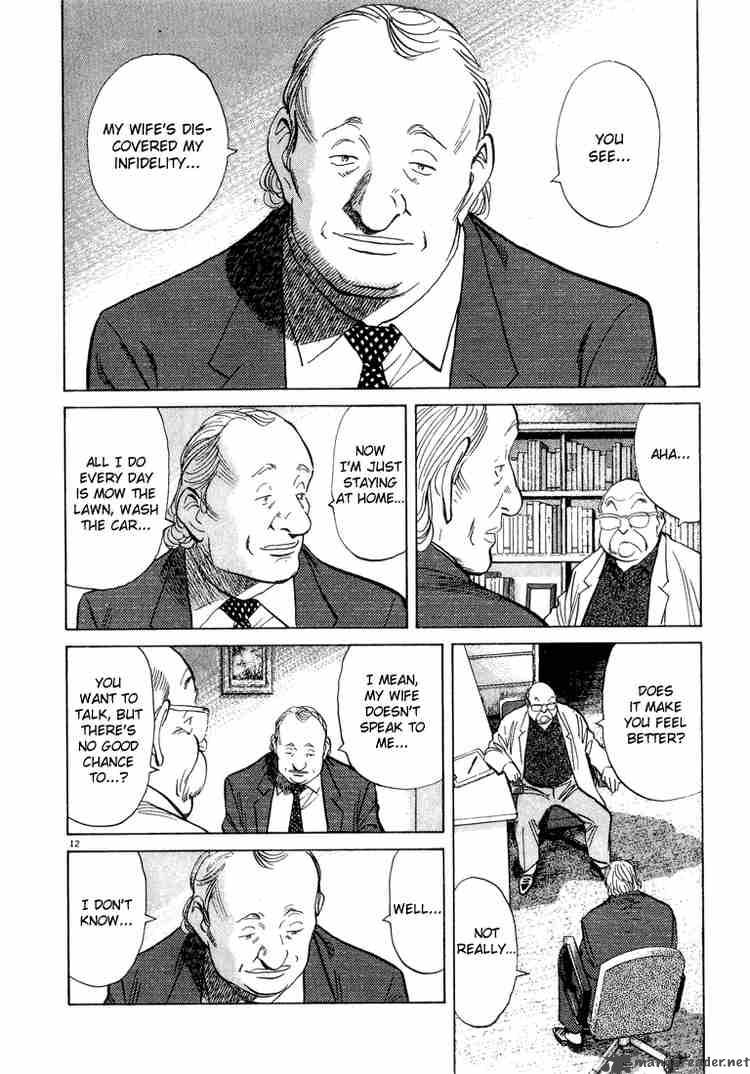 YOU
SEE...
MY WIFE'S DIS-
COVERED MY
INFIDELITY...
AHA...
NOW
I'M JUST
STAYING
AT HOME...
ALL I DO
EVERY DAY
IS MOW THE
LAWN, WASH
THE CAR...
DOES
IT MAKE
YOU FEEL
BETTER?
NOT
REALLY...
I MEAN,
MY WIFE
DOESN'T
SPEAK TO
ME...
YOU
WANT TO
TALK, BUT
THERE'S
NO GOOD
CHANCE
TO...?
WELL...
I DON'T
KNOW...
12
mangareader.net